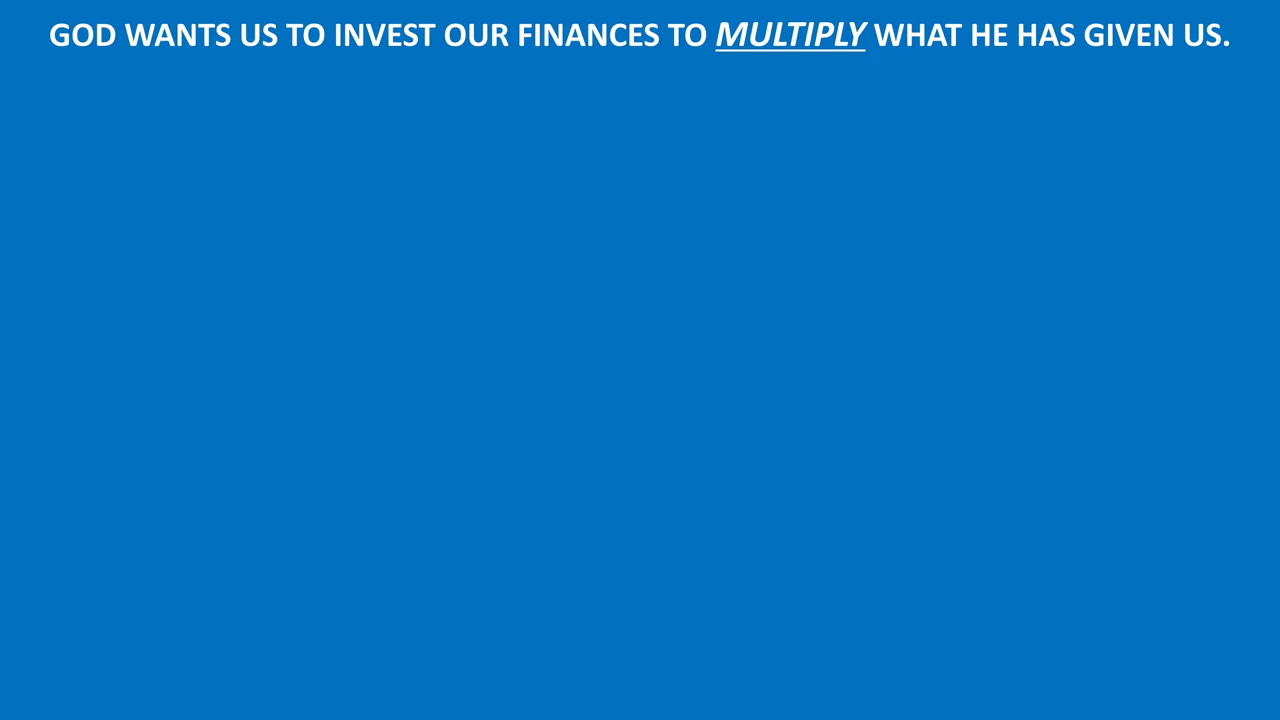 GOD WANTS US TO INVEST OUR FINANCES TO MULTIPLY WHAT HE HAS GIVEN US.